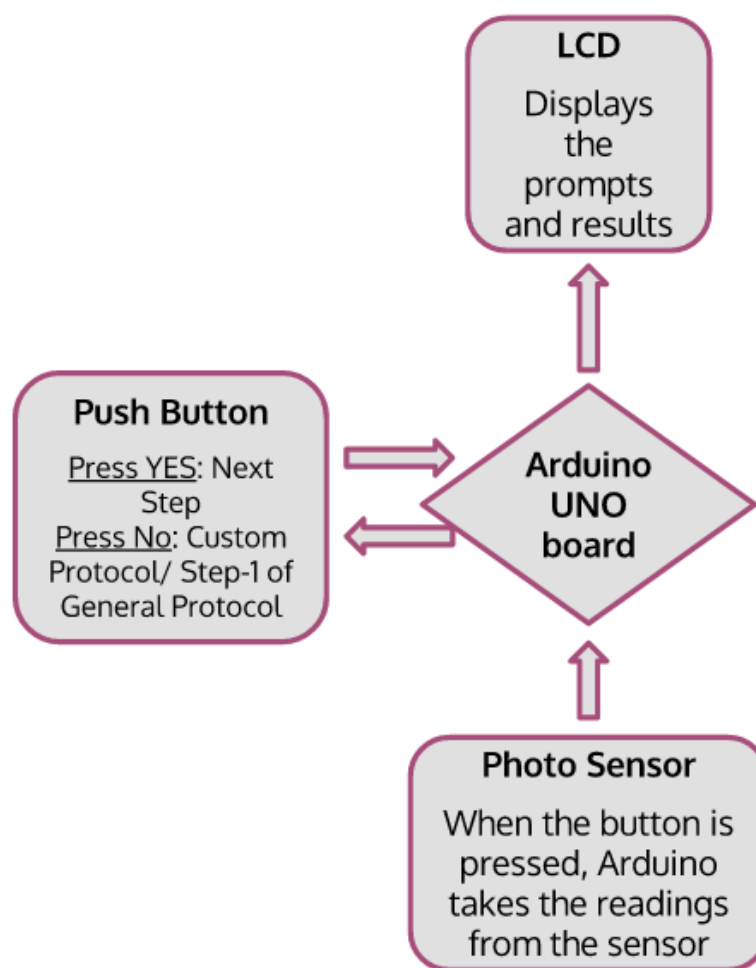 LCD
Displays
the
prompts
and results
Push Button
Press YES: Next
Step
Press No: Custom
Protocol/ Step-1 of
General Protocol
Arduino
UNO
board
Photo Sensor
When the button is
pressed, Arduino
takes the readings
from the sensor